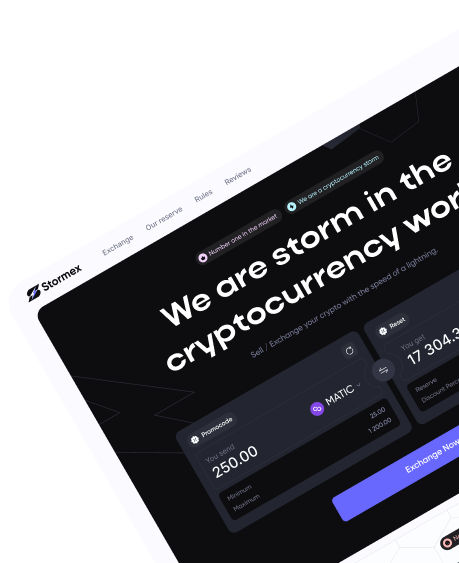 Stormex
Exchange
Our reserve
Rules
Reviews
Number one in the market
We are a cryptocurrency storm
We are storm in the
cryptocurrency
Sell / Exchange your crypto with the speed of a lightning.
Promocode
You send
250.00
MATIC
Minimum
25.00
Maximum
1 200.00
Reset
You get
17 304.3
Reserve
Discount
Exchange Now